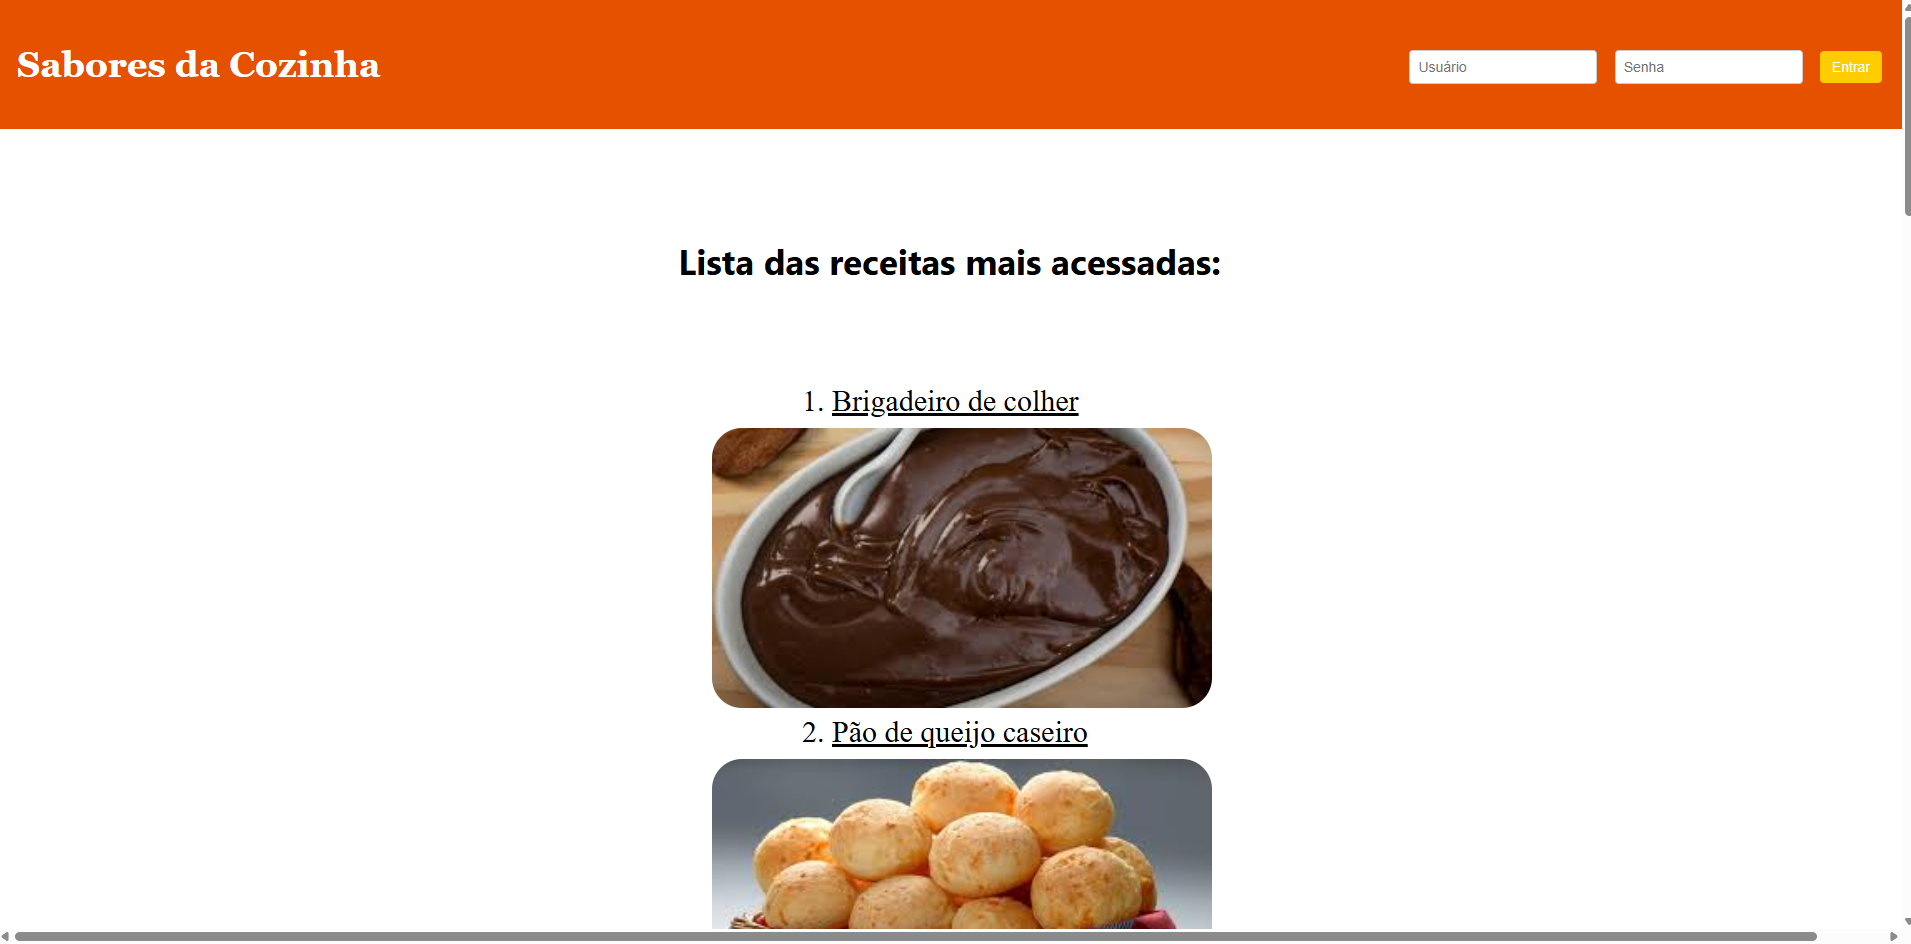 Sabores da Cozinha
Usuário
Senha
Entrar
Lista das receitas mais acessadas:
1. Brigadeiro de colher
2. Pão de queijo caseiro